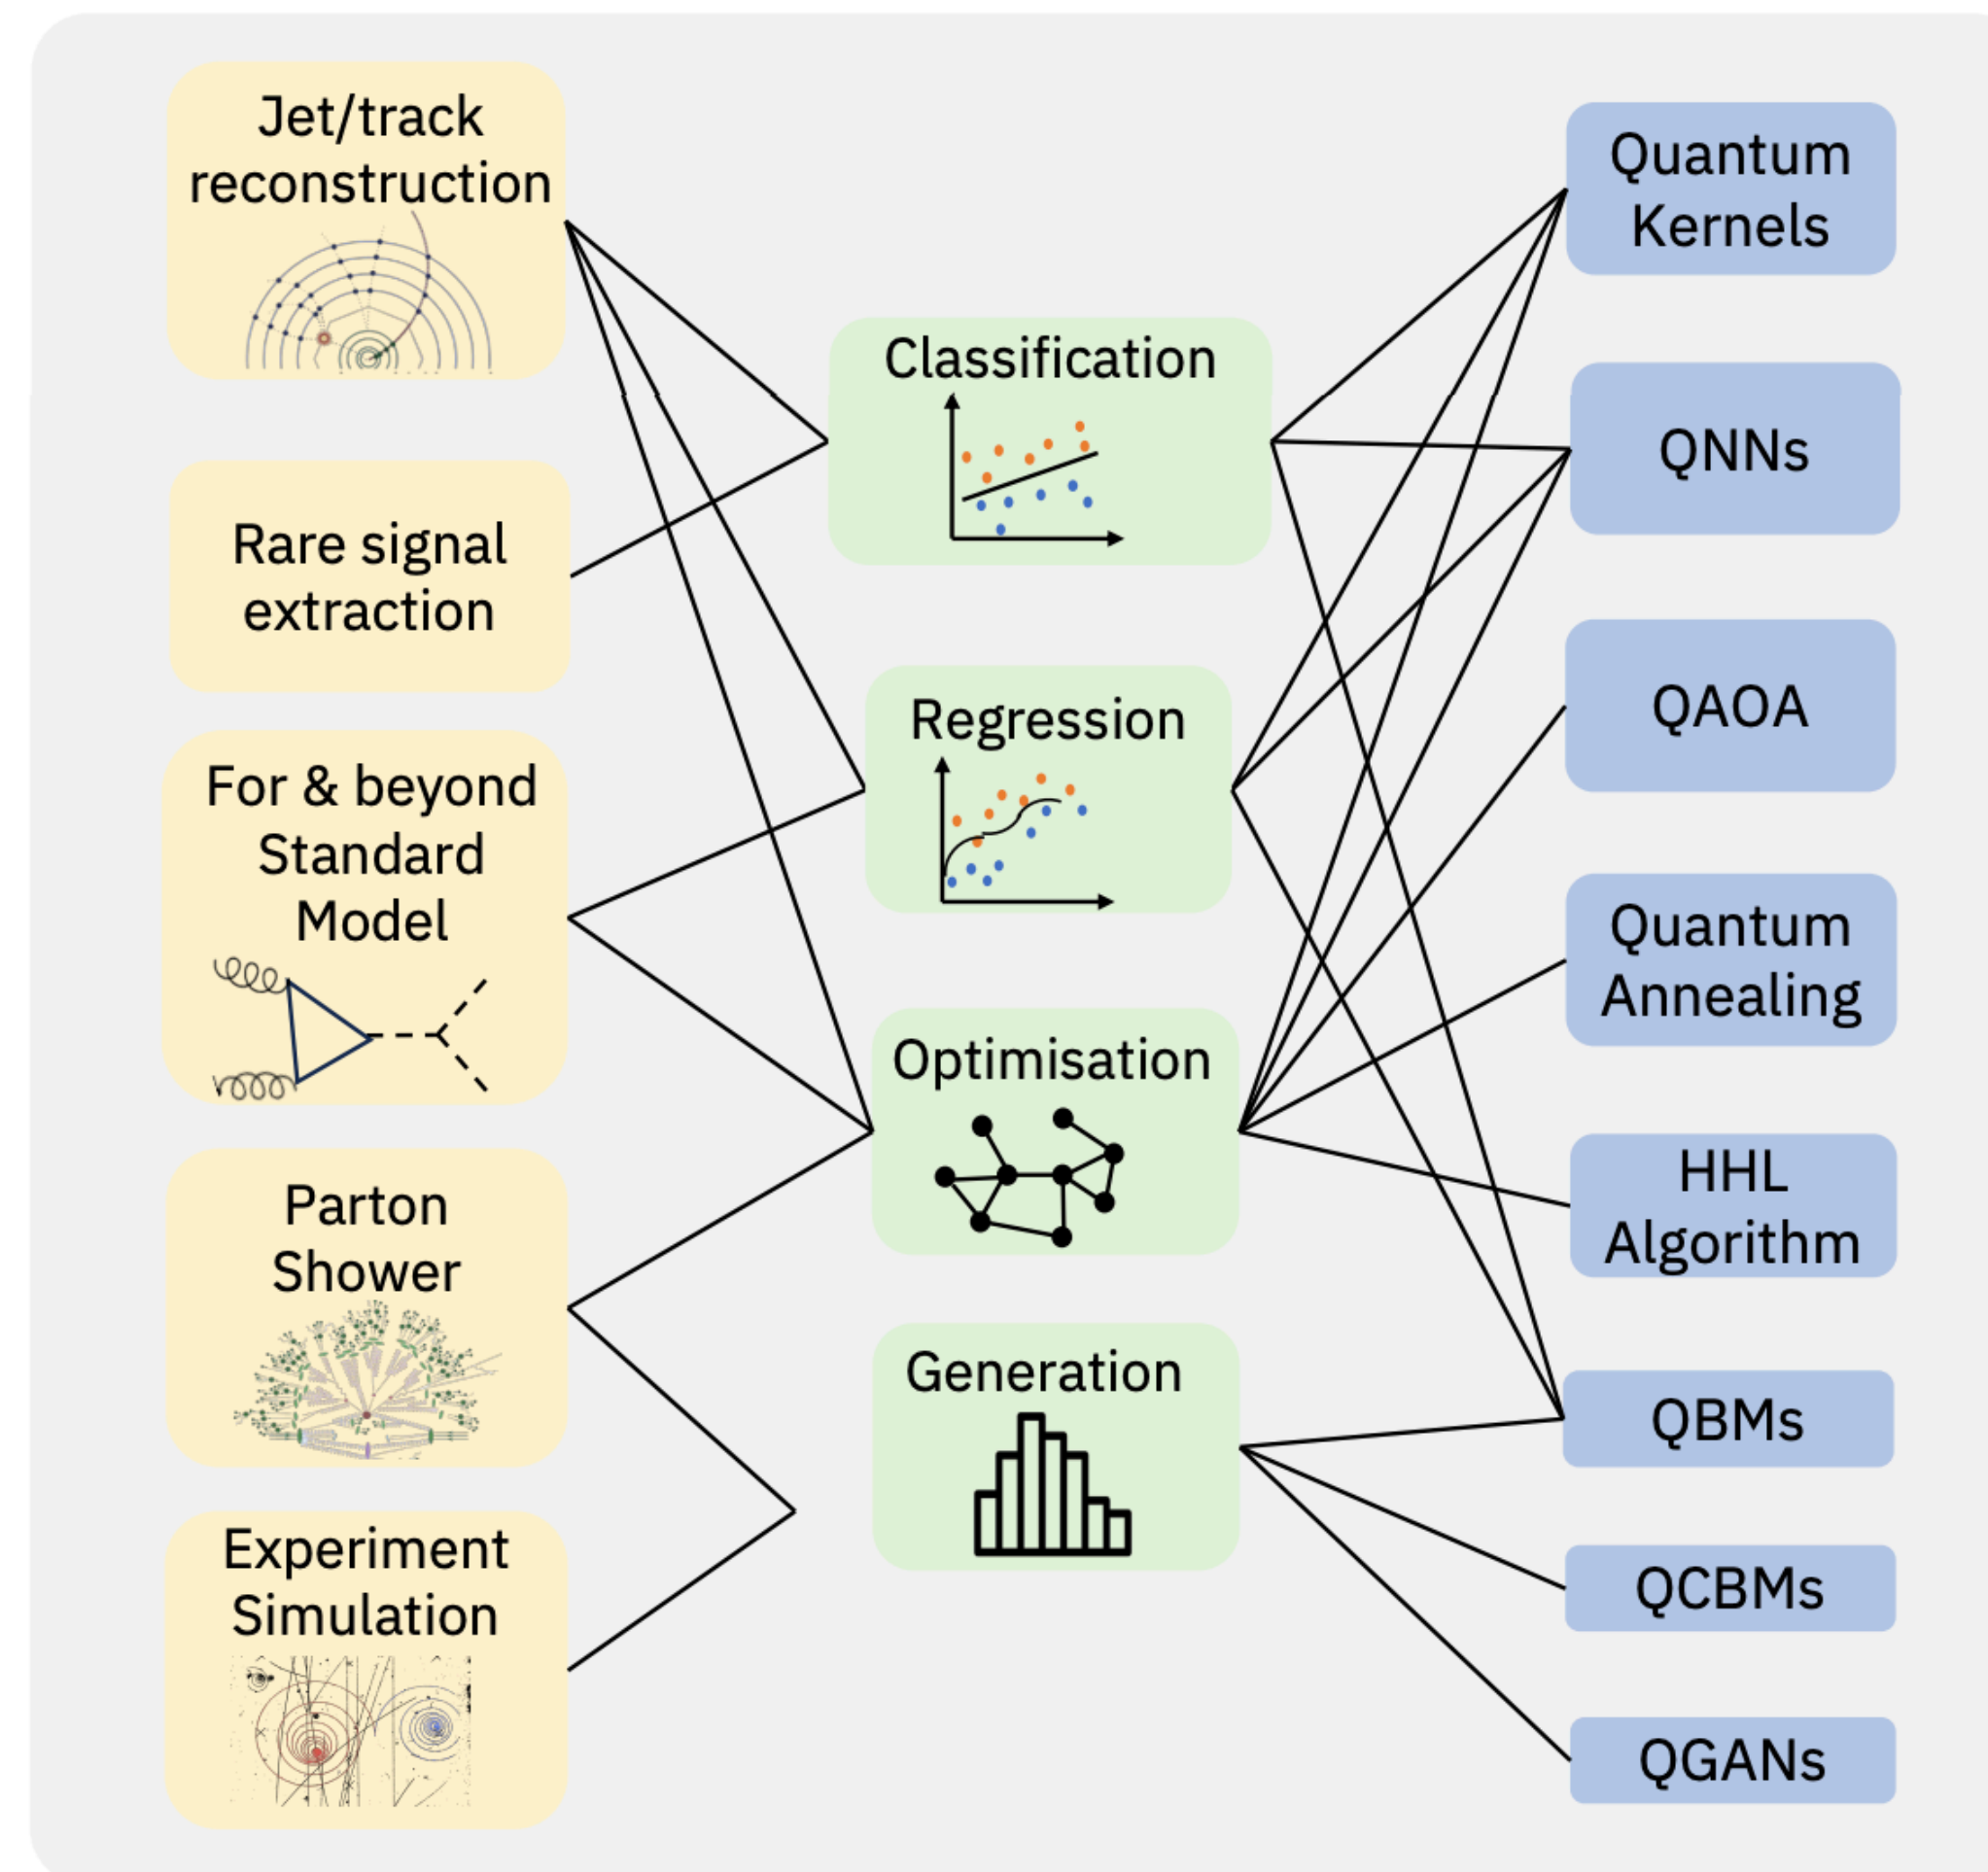 Jet/track
reconstruction
Rare signal
extraction
For & beyond
Standard
Model
Parton
Shower
Experiment
Simulation
Classification
Regression
Optimisation
Generation
Quantum
Kernels
QNNs
QAOA
Quantum
Annealing
HHL
Algorithm
QBMs
QCBMs
QGANs